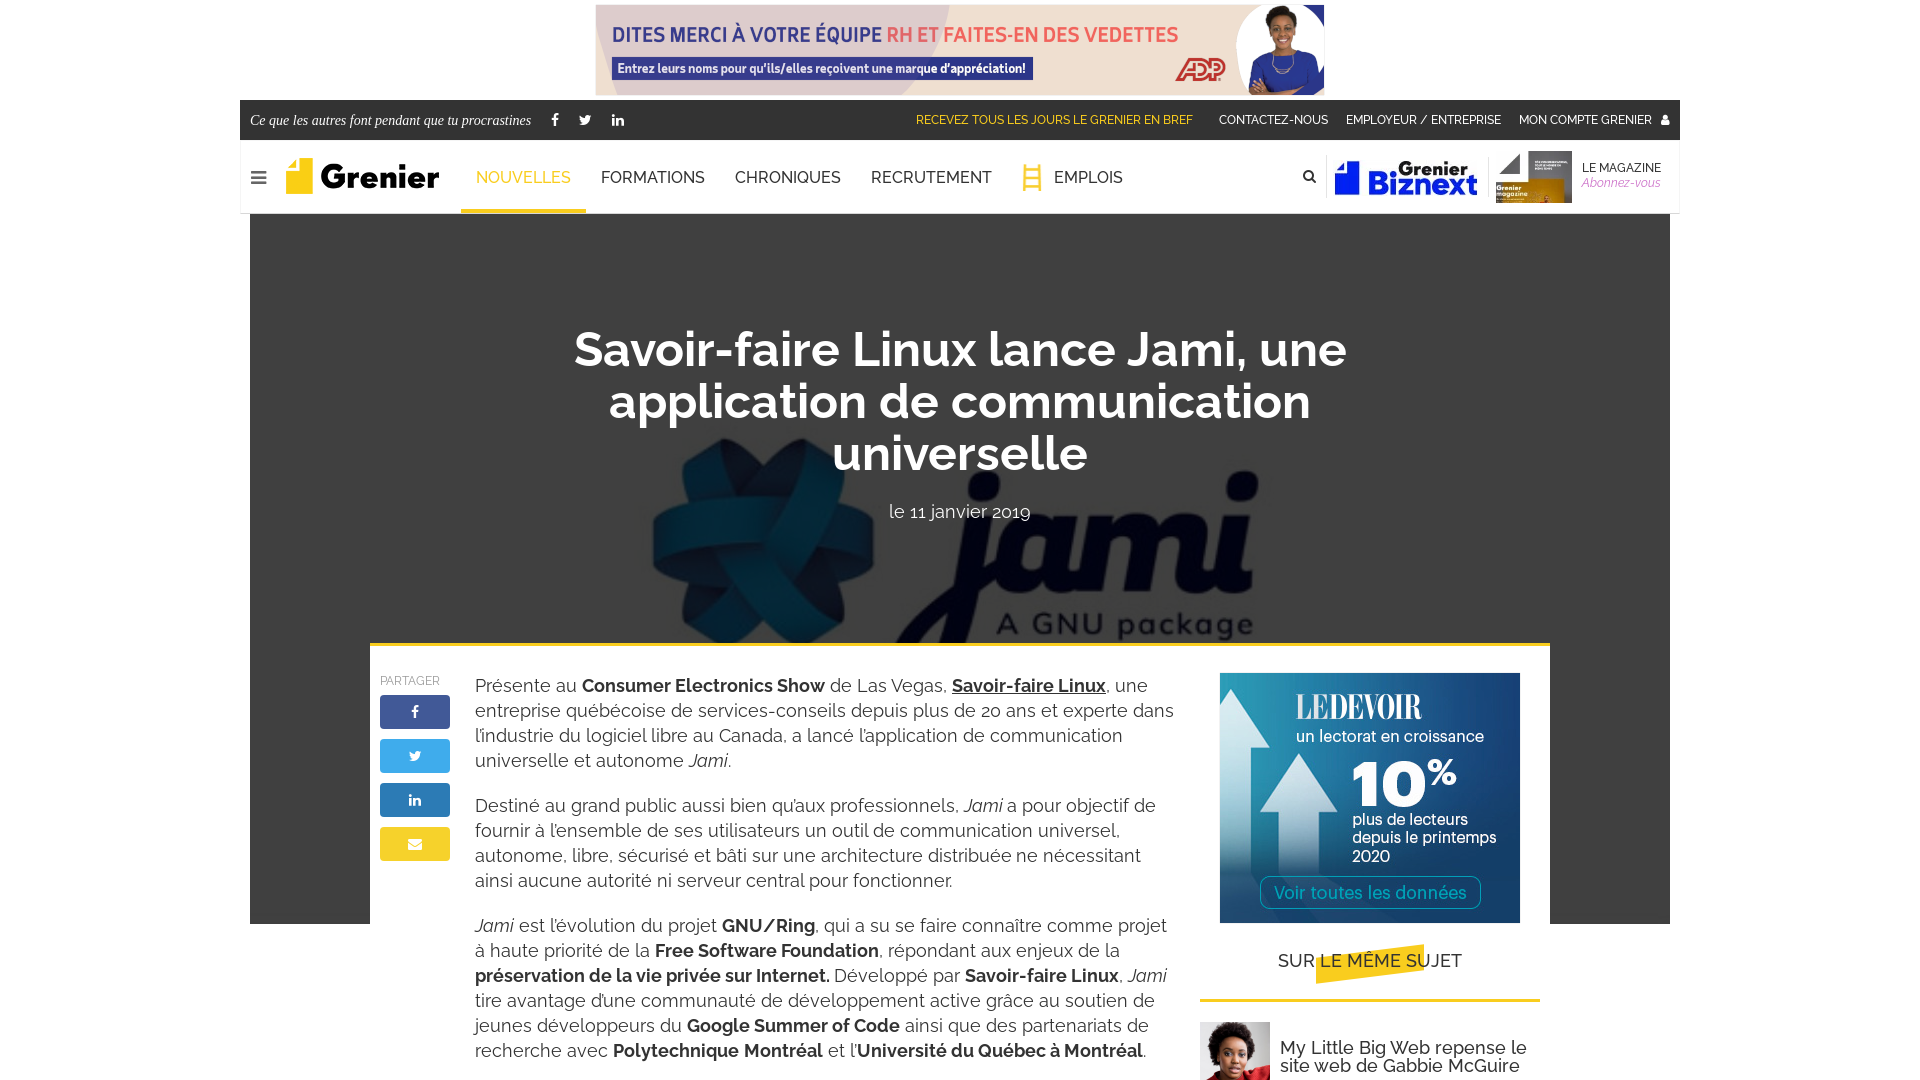 DITES MERCI À VOTRE ÉQUIPE RH ET FAITES-EN DES VEDETTES
Entrez leurs noms pour qu'ils/elles reçoivent une marque d'appréciation!
ADP
Ce que les autres font pendant que tu procrastines
RECEVEZ TOUS LES JOURS LE GRENIER EN BREF
CONTACTEZ-NOUS
EMPLOYEUR / ENTREPRISE
MON COMPTE GRENIER
Grenier
NOUVELLES
FORMATIONS
CHRONIQUES
RECRUTEMENT
EMPLOIS
Grenier
Biznext
Grenier
magazine
LE MAGAZINE
Abonnez-vous
Savoir-faire Linux lance Jami, une
application de communication
universelle
le 11 janvier 2019
jami
A GNU package
PARTAGER
Présente au Consumer Electronics Show de Las Vegas, Savoir-faire Linux, une
entreprise québécoise de services-conseils depuis plus de 20 ans et experte dans
l'industrie du logiciel libre au Canada, a lancé l'application de communication
universelle et autonome Jami.
Destiné au grand public aussi bien qu'aux professionnels, Jami a pour objectif de
fournir à l'ensemble de ses utilisateurs un outil de communication universel,
autonome, libre, sécurisé et bâti sur une architecture distribuée ne nécessitant
ainsi aucune autorité ni serveur central pour fonctionner.
Jami est l'évolution du projet GNU/Ring, qui a su se faire connaître comme projet
à haute priorité de la Free Software Foundation, répondant aux enjeux de la
préservation de la vie privée sur Internet. Développé par Savoir-faire Linux, Jami
tire avantage d'une communauté de développement active grâce au soutien de
jeunes développeurs du Google Summer of Code ainsi que des partenariats de
recherche avec Polytechnique Montréal et l'Université du Québec à Montréal.
LE DEVOIR
un lectorat en croissance
10%
plus de lecteurs
depuis le printemps
2020
Voir toutes les données
SUR LE MÊME SUJET
My Little Big Web repense le
site web de Gabbie McGuire